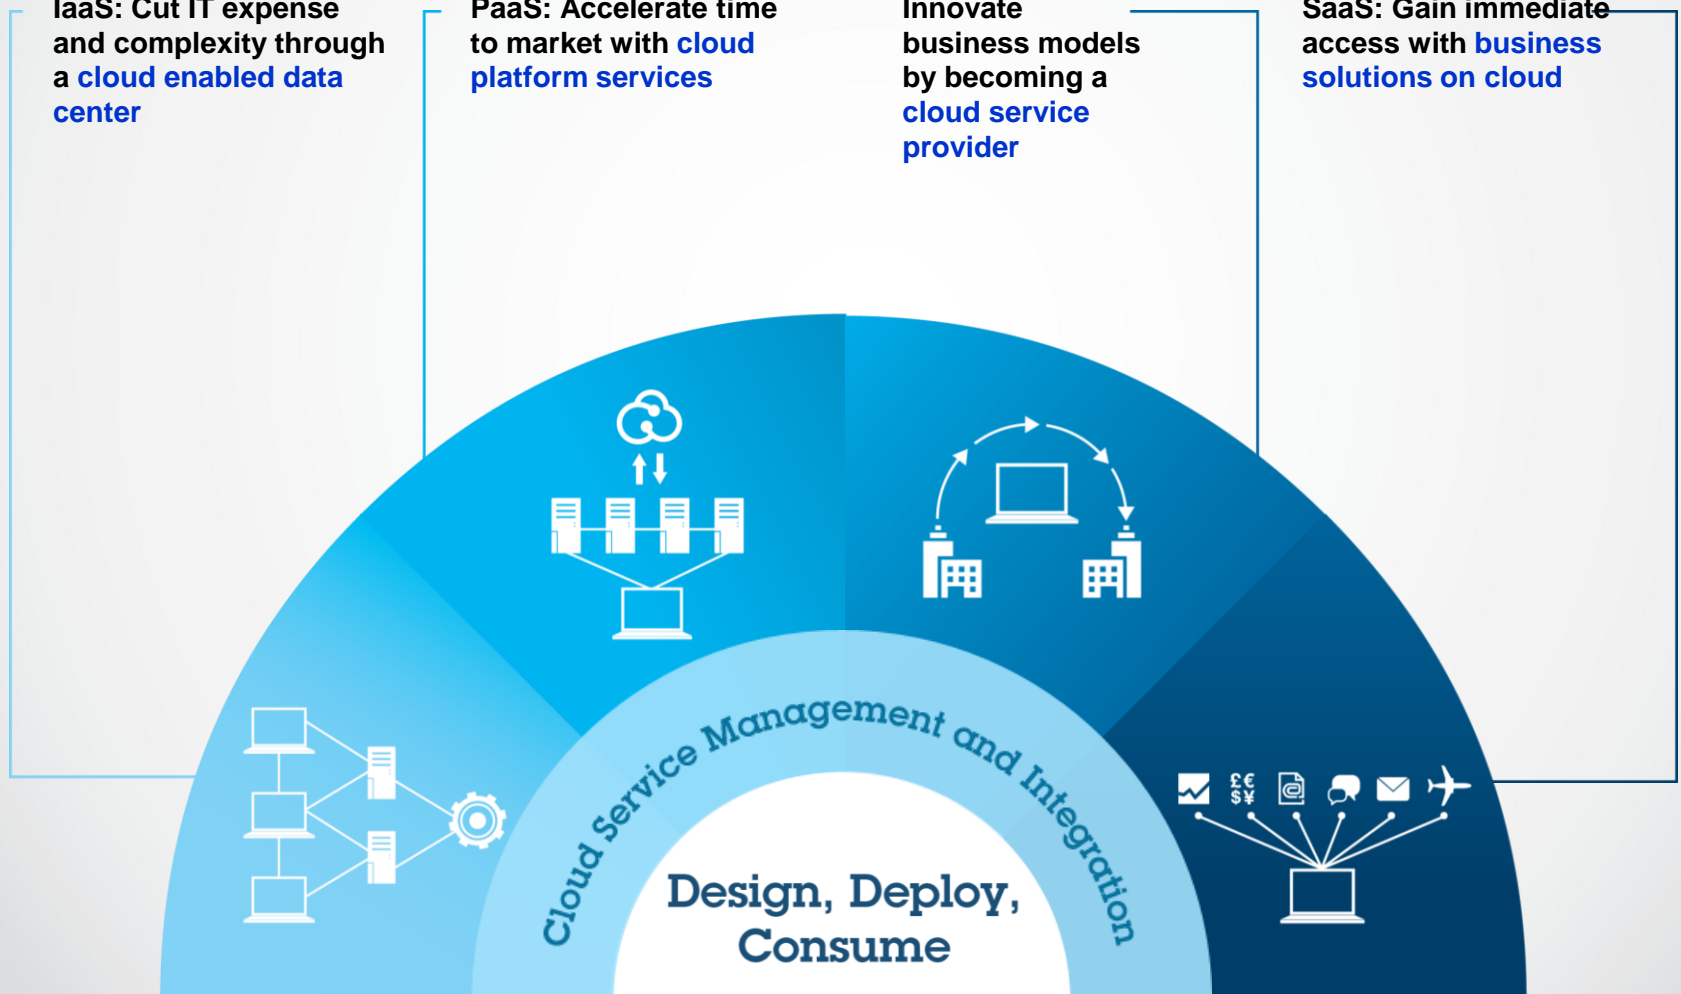 IaaS: Cut IT expense
and complexity through
a cloud enabled data
center
PaaS: Accelerate time
to market with cloud
platform services
Innovate
business models
by becoming a
cloud service
provider
SaaS: Gain immediate
access with business
solutions on cloud
£€
$¥
Cloud Service Management and Integration
Design, Deploy,
Consume